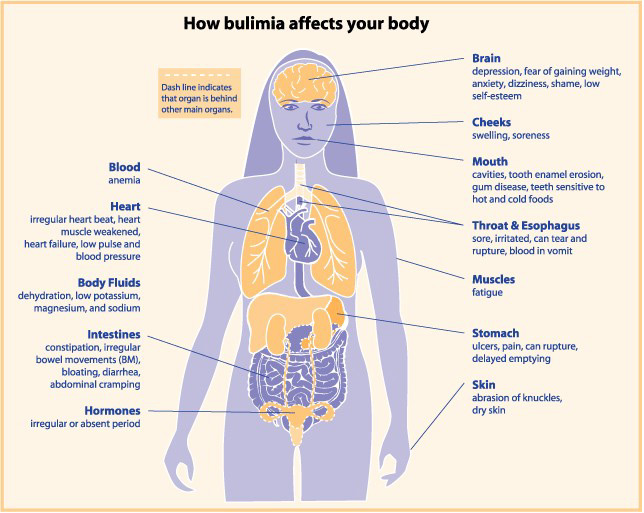 How bulimia affects your body
Dash line indicates
that organ is behind
other main organs.
Blood
anemia
Heart
irregular heart beat, heart
muscle weakened,
heart failure, low pulse and
blood pressure
Body Fluids
dehydration, low potassium,
magnesium, and sodium
Intestines
constipation, irregular
bowel movements (BM),
bloating, diarrhea,
abdominal cramping
Hormones
irregular or absent period
Brain
depression, fear of gaining weight,
anxiety, dizziness, shame, low
self-esteem
Cheeks
swelling, soreness
Mouth
cavities, tooth enamel erosion,
gum disease, teeth sensitive to
hot and cold foods
Throat & Esophagus
sore, irritated, can tear and
rupture, blood in vomit
Muscles
fatigue
Stomach
ulcers, pain, can rupture,
delayed emptying
Skin
abrasion of knuckles,
dry skin